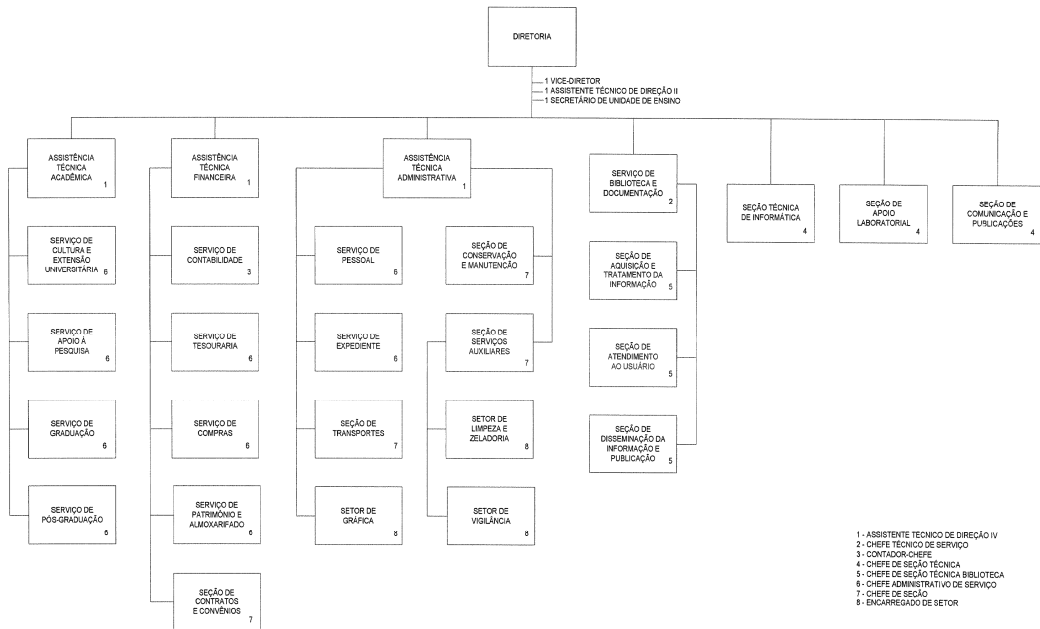 DIRETORIA
1 VICE-DIRETOR
1 ASSISTENTE TÉCNICO DE DIREÇÃO II
1 SECRETÁRIO DE UNIDADE DE ENSINO
ASSISTÊNCIA
TÉCNICA
ACADÊMICA
1
SERVIÇO DE
CULTURA E
EXTENSÃO
UNIVERSITÁRIA
6
SERVIÇO DE
APOIO À
PESQUISA
6
SERVIÇO DE
GRADUAÇÃO
6
SERVIÇO DE
PÓS-GRADUAÇÃO
6
ASSISTÊNCIA
TÉCNICA
FINANCEIRA
1
SERVIÇO DE
CONTABILIDADE
3
SERVIÇO DE
TESOURARIA
6
SERVIÇO DE
COMPRAS
6
SERVIÇO DE
PATRIMÔNIO E
ALMOXARIFADO
6
SEÇÃO DE
CONTRATOS
E CONVÊNIOS
7
ASSISTÊNCIA
TÉCNICA
ADMINISTRATIVA
1
SERVIÇO DE
PESSOAL
6
SERVIÇO DE
EXPEDIENTE
6
SEÇÃO DE
TRANSPORTES
7
SETOR DE
GRÁFICA
8
SEÇÃO DE
CONSERVAÇÃO
E MANUTENÇÃO
7
SEÇÃO DE
SERVIÇOS
AUXILIARES
7
SETOR DE
LIMPEZA E
ZELADORIA
8
SETOR DE
VIGILÂNCIA
8
SERVIÇO DE
BIBLIOTECA E
DOCUMENTAÇÃO
2
SEÇÃO DE
AQUISIÇÃO E
TRATAMENTO DA
INFORMAÇÃO
5
SEÇÃO DE
ATENDIMENTO
AO USUÁRIO
5
SEÇÃO DE
DISSEMINAÇÃO DA
INFORMAÇÃO E
PUBLICAÇÃO
5
SEÇÃO TÉCNICA
DE INFORMÁTICA
4
SEÇÃO DE
APOIO
LABORATORIAL
4
SEÇÃO DE
COMUNICAÇÃO E
PUBLICAÇÕES
4
1 - ASSISTENTE TÉCNICO DE DIREÇÃO IV
2 - CHEFE TÉCNICO DE SERVIÇO
3 - CONTADOR-CHEFE
4 - CHEFE DE SEÇÃO TÉCNICA
5 - CHEFE DE SEÇÃO TÉCNICA BIBLIOTECA
6 - CHEFE ADMINISTRATIVO DE SERVIÇO
7 - CHEFE DE SEÇÃO
8 - ENCARREGADO DE SETOR